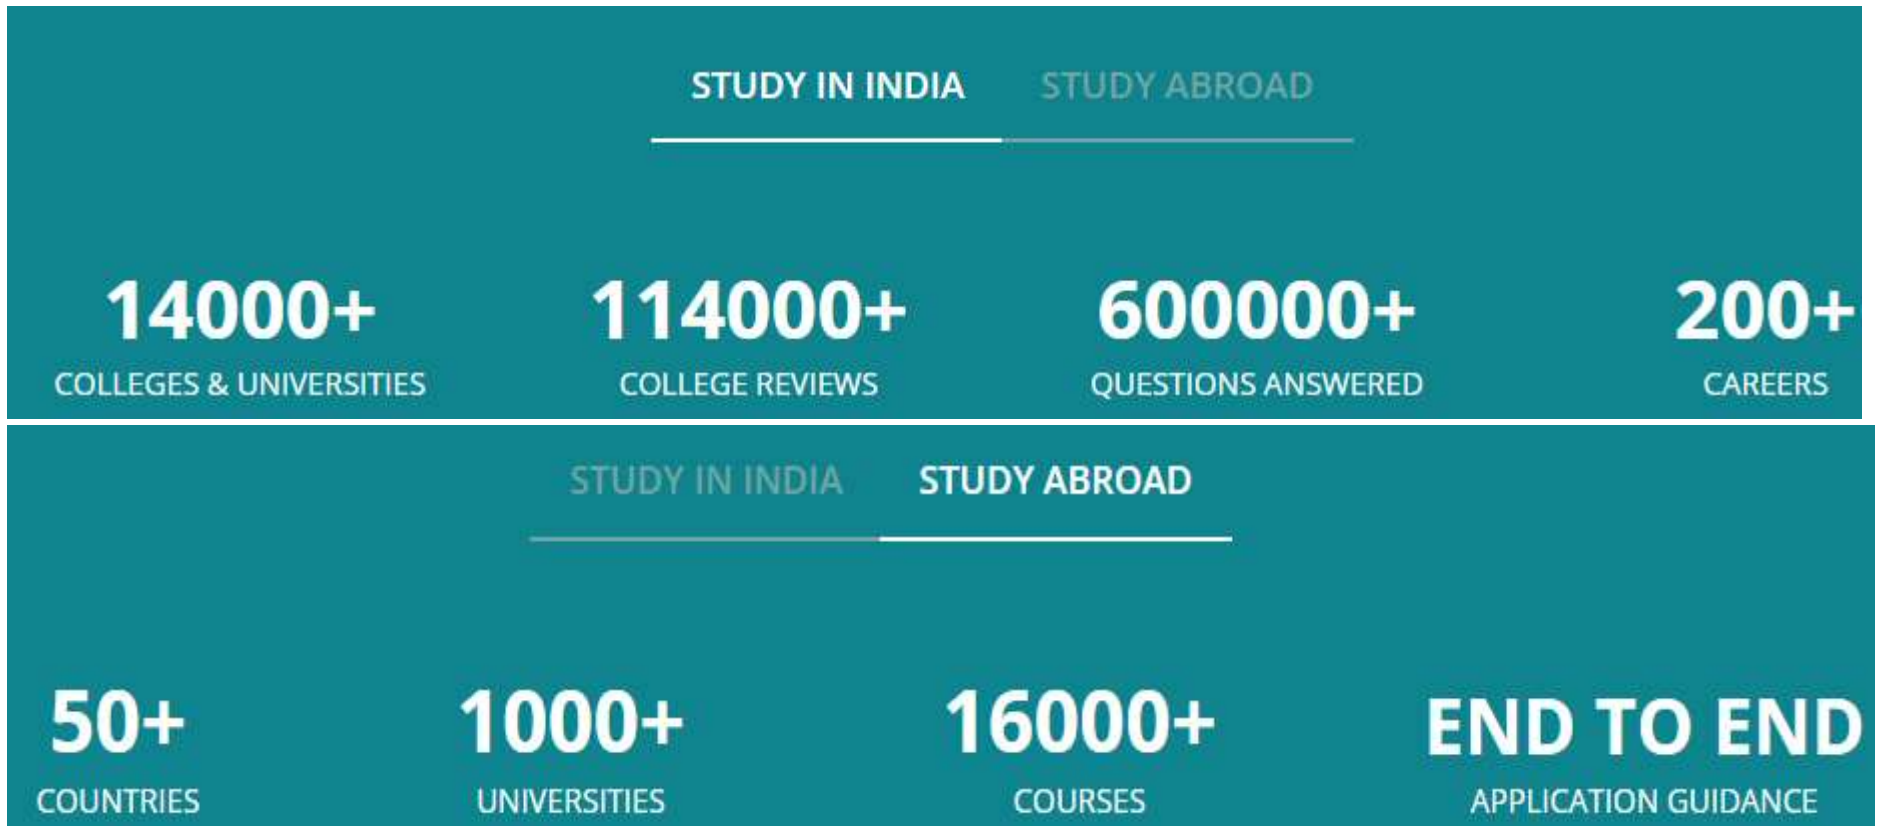 STUDY IN INDIA STUDY ABROAD
14000+ 114000+ 600000+ 200+
COLLEGES & UNIVERSITIES COLLEGE REVIEWS QUESTIONS ANSWERED CAREERS
STUDY IN INDIA STUDY ABROAD
50+ 1000+ 16000+ END TO END
COUNTRIES UNIVERSITIES COURSES APPLICATION GUIDANCE